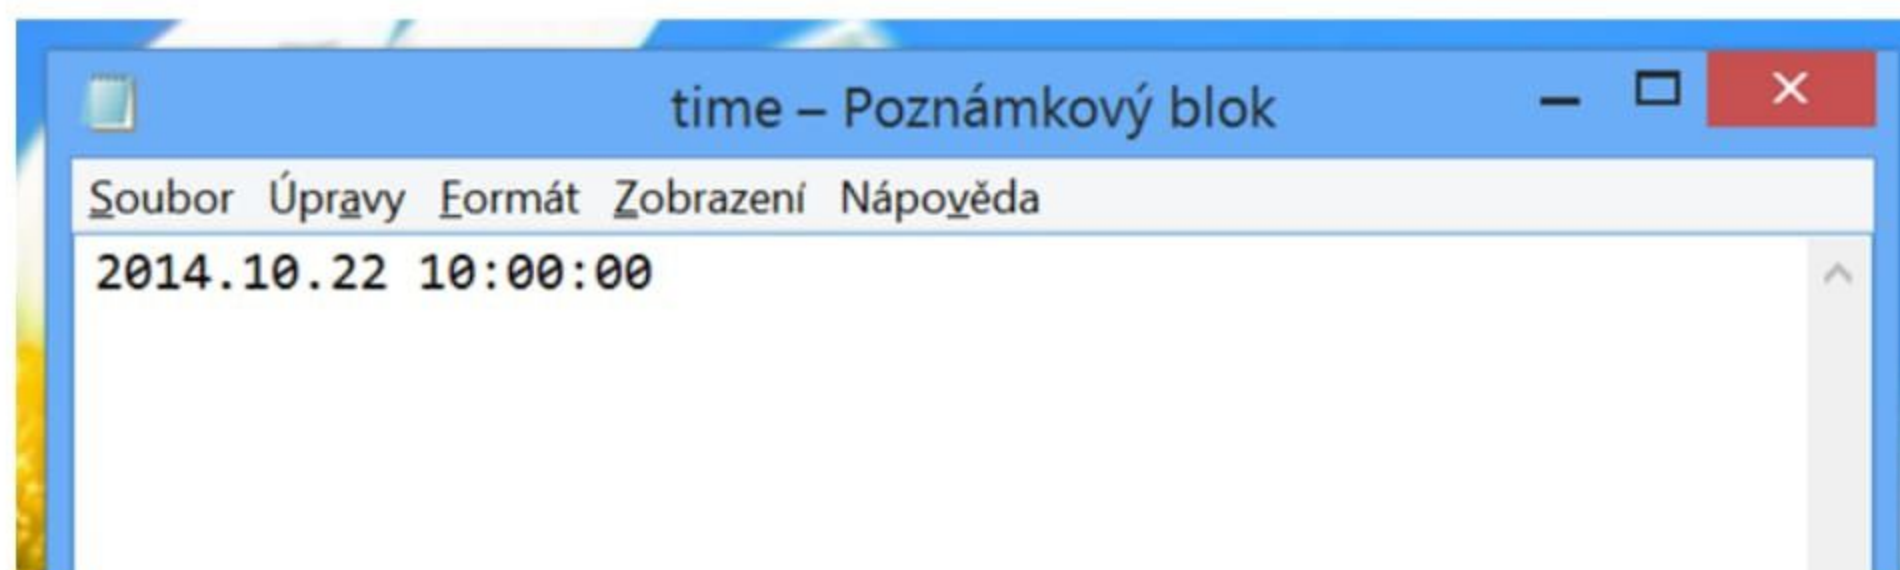 time – Poznámkový blok
Soubor Úpravy Formát Zobrazení Nápověda
2014.10.22 10:00:00